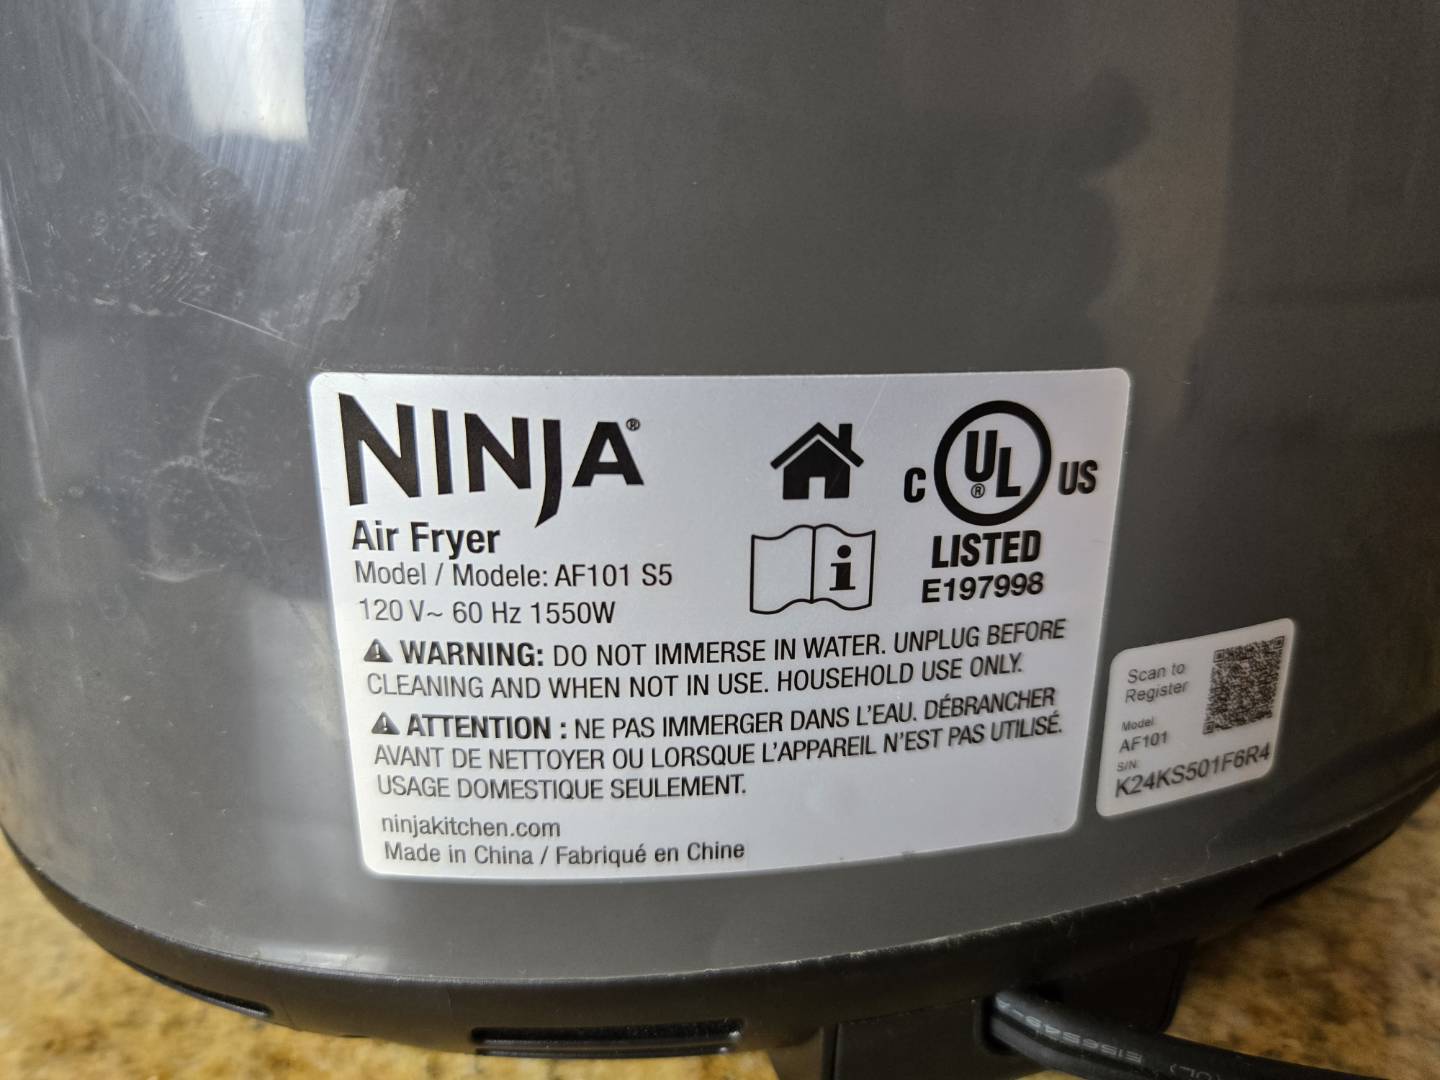 NINJA®
Air Fryer
Model / Modele: AF101 S5
120 V~ 60 Hz 1550W
C UL® US
LISTED
E197998
⚠ WARNING: DO NOT IMMERSE IN WATER. UNPLUG BEFORE
CLEANING AND WHEN NOT IN USE. HOUSEHOLD USE ONLY.
⚠ ATTENTION : NE PAS IMMERGER DANS L'EAU. DÉBRANCHER
AVANT DE NETTOYER OU LORSQUE L'APPAREIL N'EST PAS UTILISÉ.
USAGE DOMESTIQUE SEULEMENT.
ninjakitchen.com
Made in China / Fabriqué en Chine
Scan to
Register
Model
AF101
S/N:
K24KS501F6R4